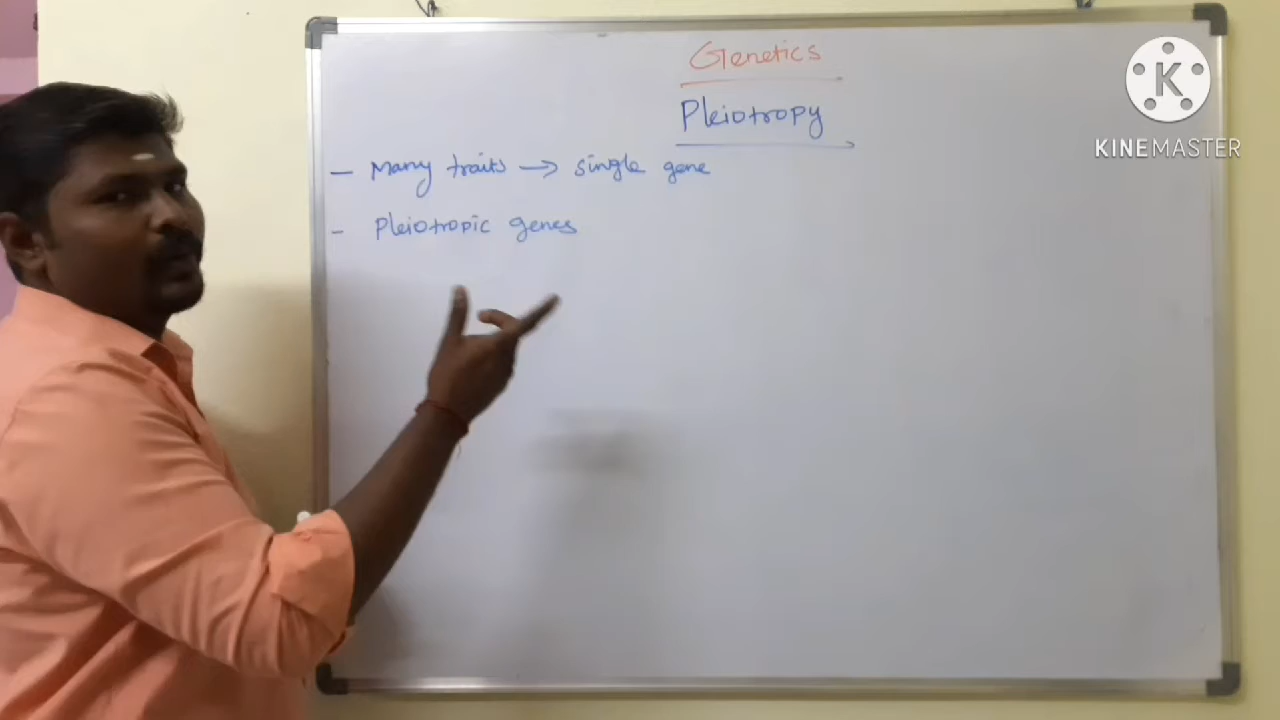 Genetics
Pleiotropy
- Many traits → single gene
- Pleiotropic genes
K
KINEMASTER